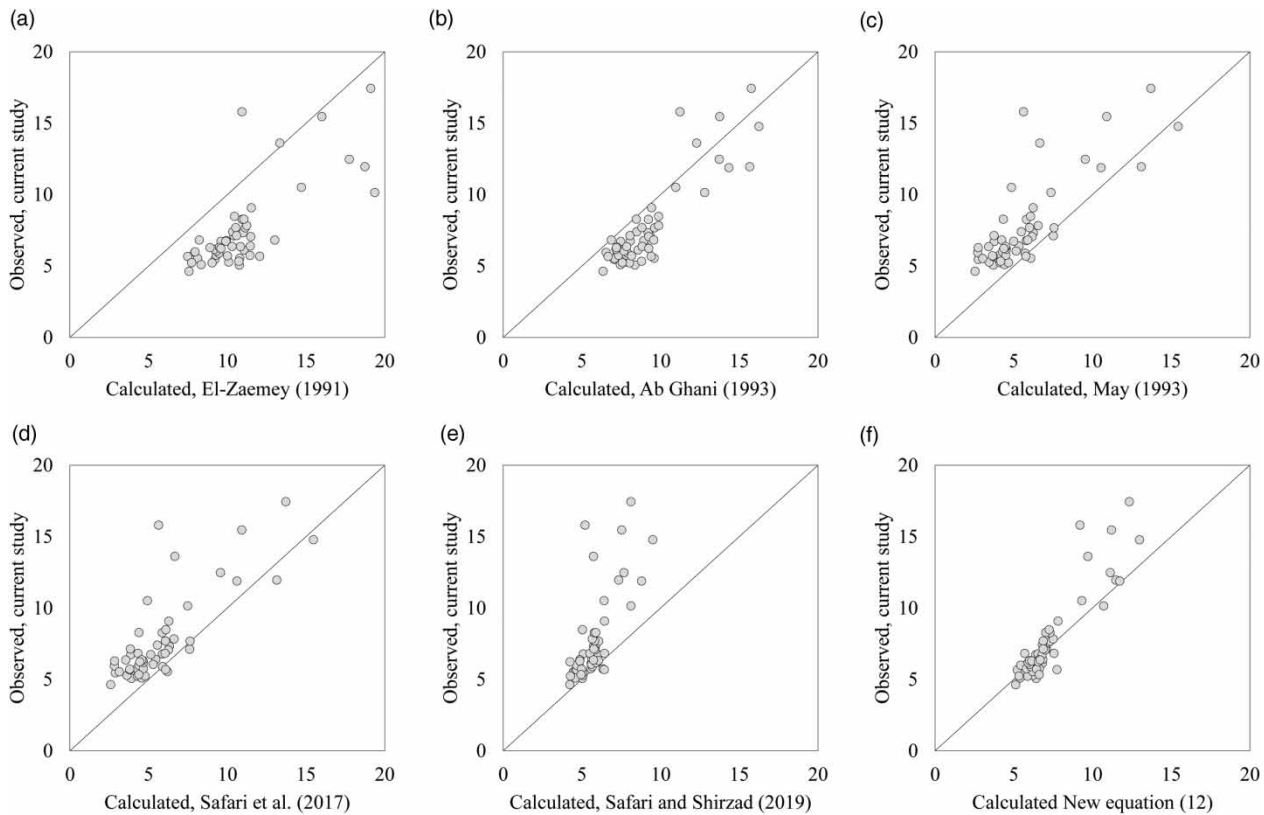 (a)
20
15
10
5
0
Observed, current study
0 5 10 15 20
Calculated, El-Zaemey (1991)
(b)
20
15
10
5
0
Observed, current study
0 5 10 15 20
Calculated, Ab Ghani (1993)
(c)
20
15
10
5
0
Observed, current study
0 5 10 15 20
Calculated, May (1993)
(d)
20
15
10
5
0
Observed, current study
0 5 10 15 20
Calculated, Safari et al. (2017)
(e)
20
15
10
5
0
Observed, current study
0 5 10 15 20
Calculated, Safari and Shirzad (2019)
(f)
20
15
10
5
0
Observed, current study
0 5 10 15 20
Calculated New equation (12)